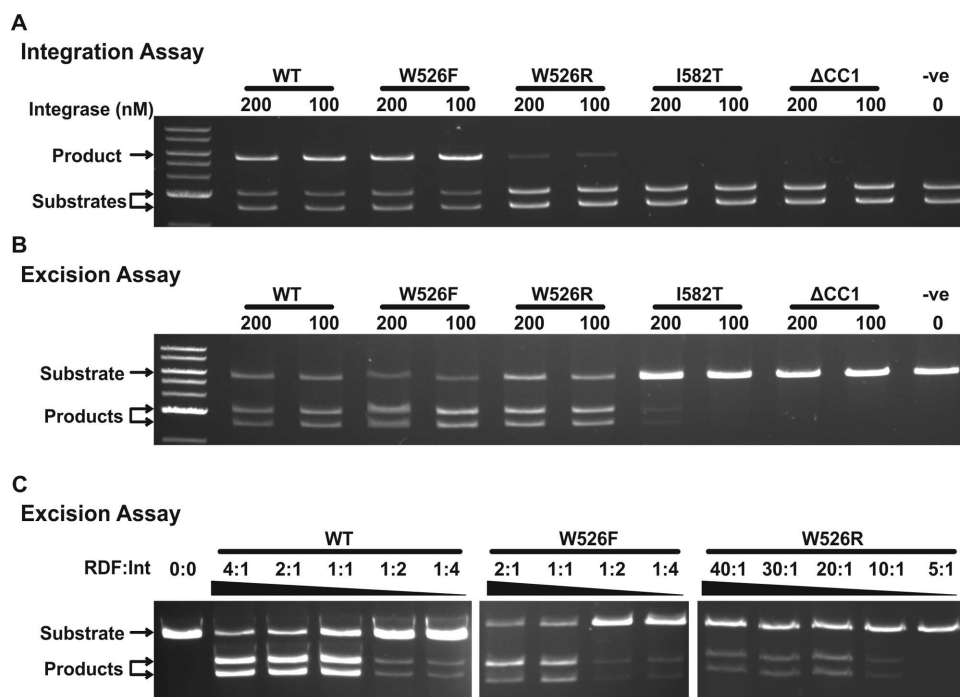 A
Integration Assay
WT W526F W526R I582T ΔCC1 -ve
Integrase (nM) 200 100 200 100 200 100 200 100 200 100 0
Product
Substrates
B
Excision Assay
WT W526F W526R I582T ΔCC1 -ve
200 100 200 100 200 100 200 100 200 100 0
Substrate
Products
C
Excision Assay
WT W526F W526R
RDF:Int 0:0 4:1 2:1 1:1 1:2 1:4 2:1 1:1 1:2 1:4 40:1 30:1 20:1 10:1 5:1
Substrate
Products